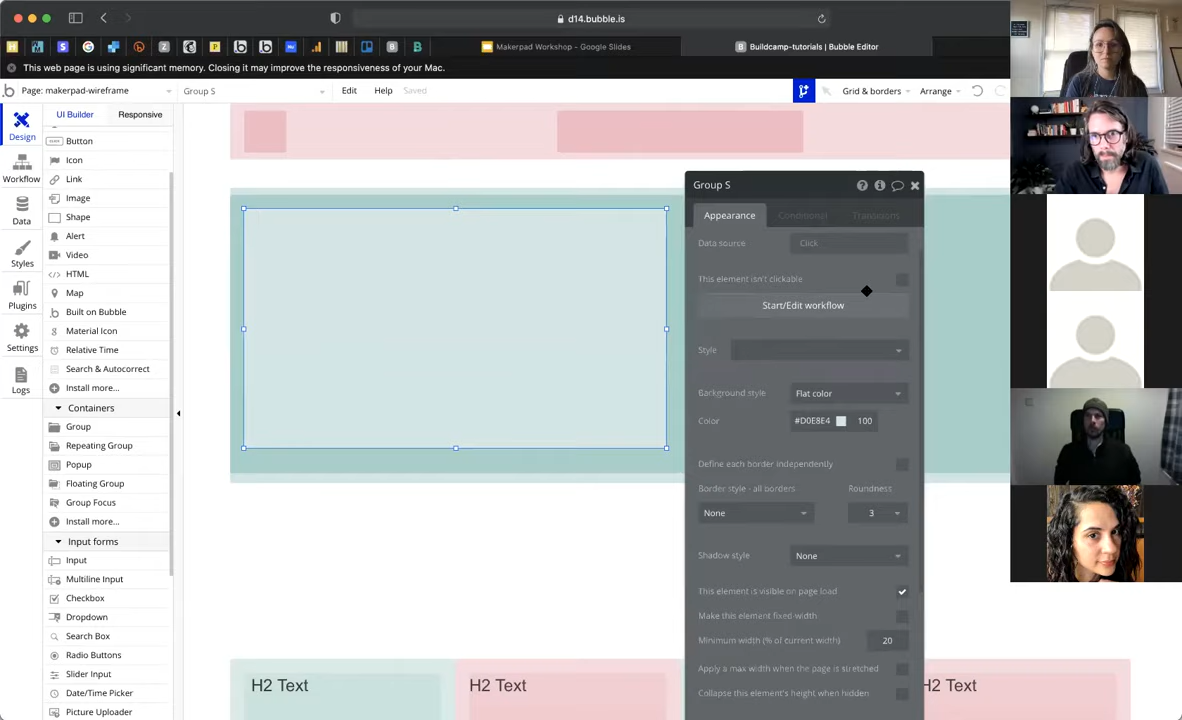 d14.bubble.is
Makerpad Workshop - Google Slides
Buildcamp-tutorials | Bubble Editor
This web page is using significant memory. Closing it may improve the responsiveness of your Mac.
Page: makerpad-wireframe
Group S
Edit
Help
Saved
Grid & borders
Arrange
Design
Workflow
Data
Styles
Plugins
Settings
Logs
UI Builder
Responsive
Button
Icon
Link
Image
Shape
Alert
Video
HTML
Map
Built on Bubble
Material Icon
Relative Time
Search & Autocorrect
Install more...
Containers
Group
Repeating Group
Popup
Floating Group
Group Focus
Install more...
Input forms
Input
Multiline Input
Checkbox
Dropdown
Search Box
Radio Buttons
Slider Input
Date/Time Picker
Picture Uploader
Group S
Appearance
Conditional
Transitions
Data source
Click
This element isn't clickable
Start/Edit workflow
Style
Background style
Flat color
Color
#D0E8E4
100
Define each border independently
Border style - all borders
Roundness
None
3
Shadow style
None
This element is visible on page load
Make this element fixed-width
Minimum width (% of current width)
20
Apply a max width when the page is stretched
Collapse this element's height when hidden
H2 Text
H2 Text
H2 Text